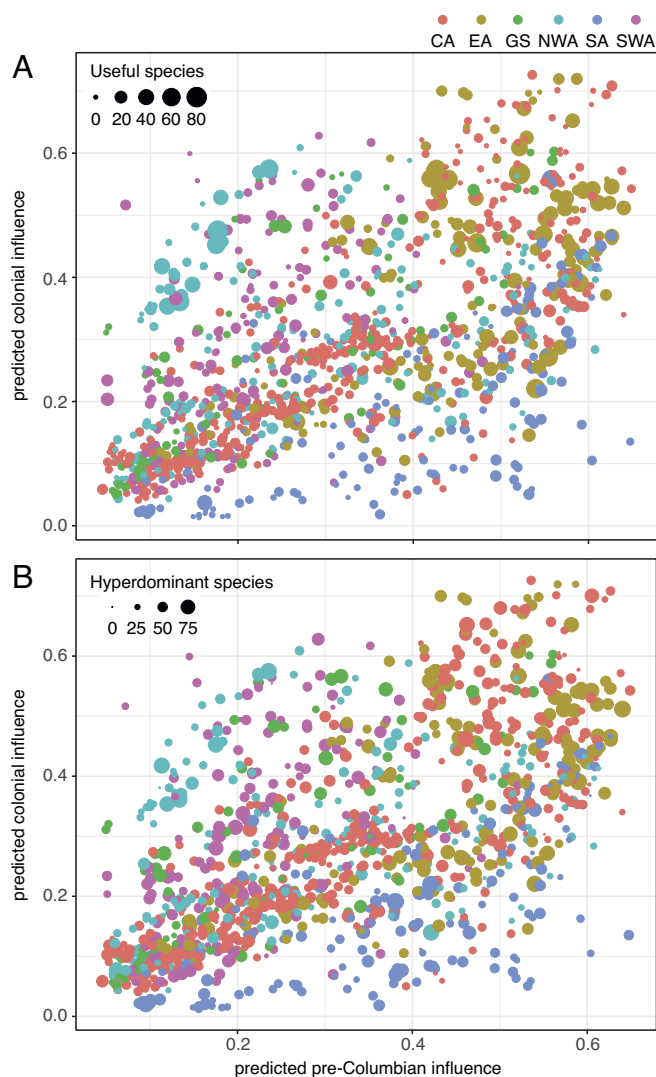 CA EA GS NWA SA SWA
A
Useful species
0 20 40 60 80
0.6
0.4
0.2
0.0
predicted colonial influence
B
Hyperdominant species
0 25 50 75
0.6
0.4
0.2
0.0
predicted colonial influence
0.2 0.4 0.6
predicted pre-Columbian influence